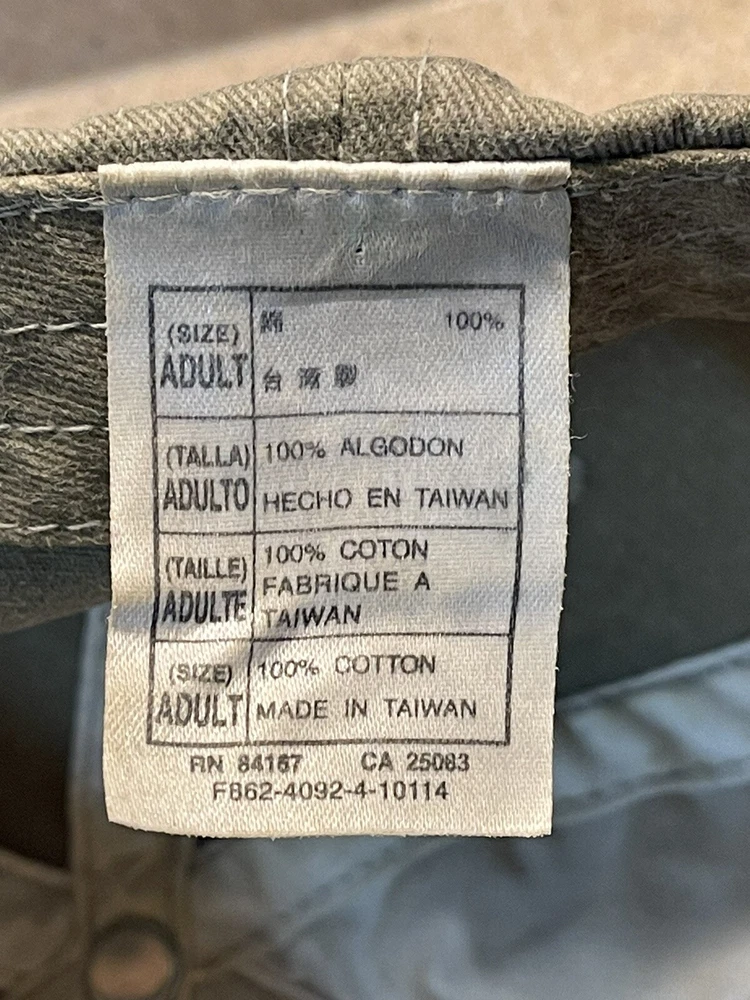 (SIZE)
ADULT
綿 100%
台灣製
(TALLA)
ADULTO
100% ALGODON
HECHO EN TAIWAN
(TAILLE)
ADULTE
100% COTON
FABRIQUE A
TAIWAN
(SIZE)
ADULT
100% COTTON
MADE IN TAIWAN
RN 84167 CA 25083
F862-4092-4-10114